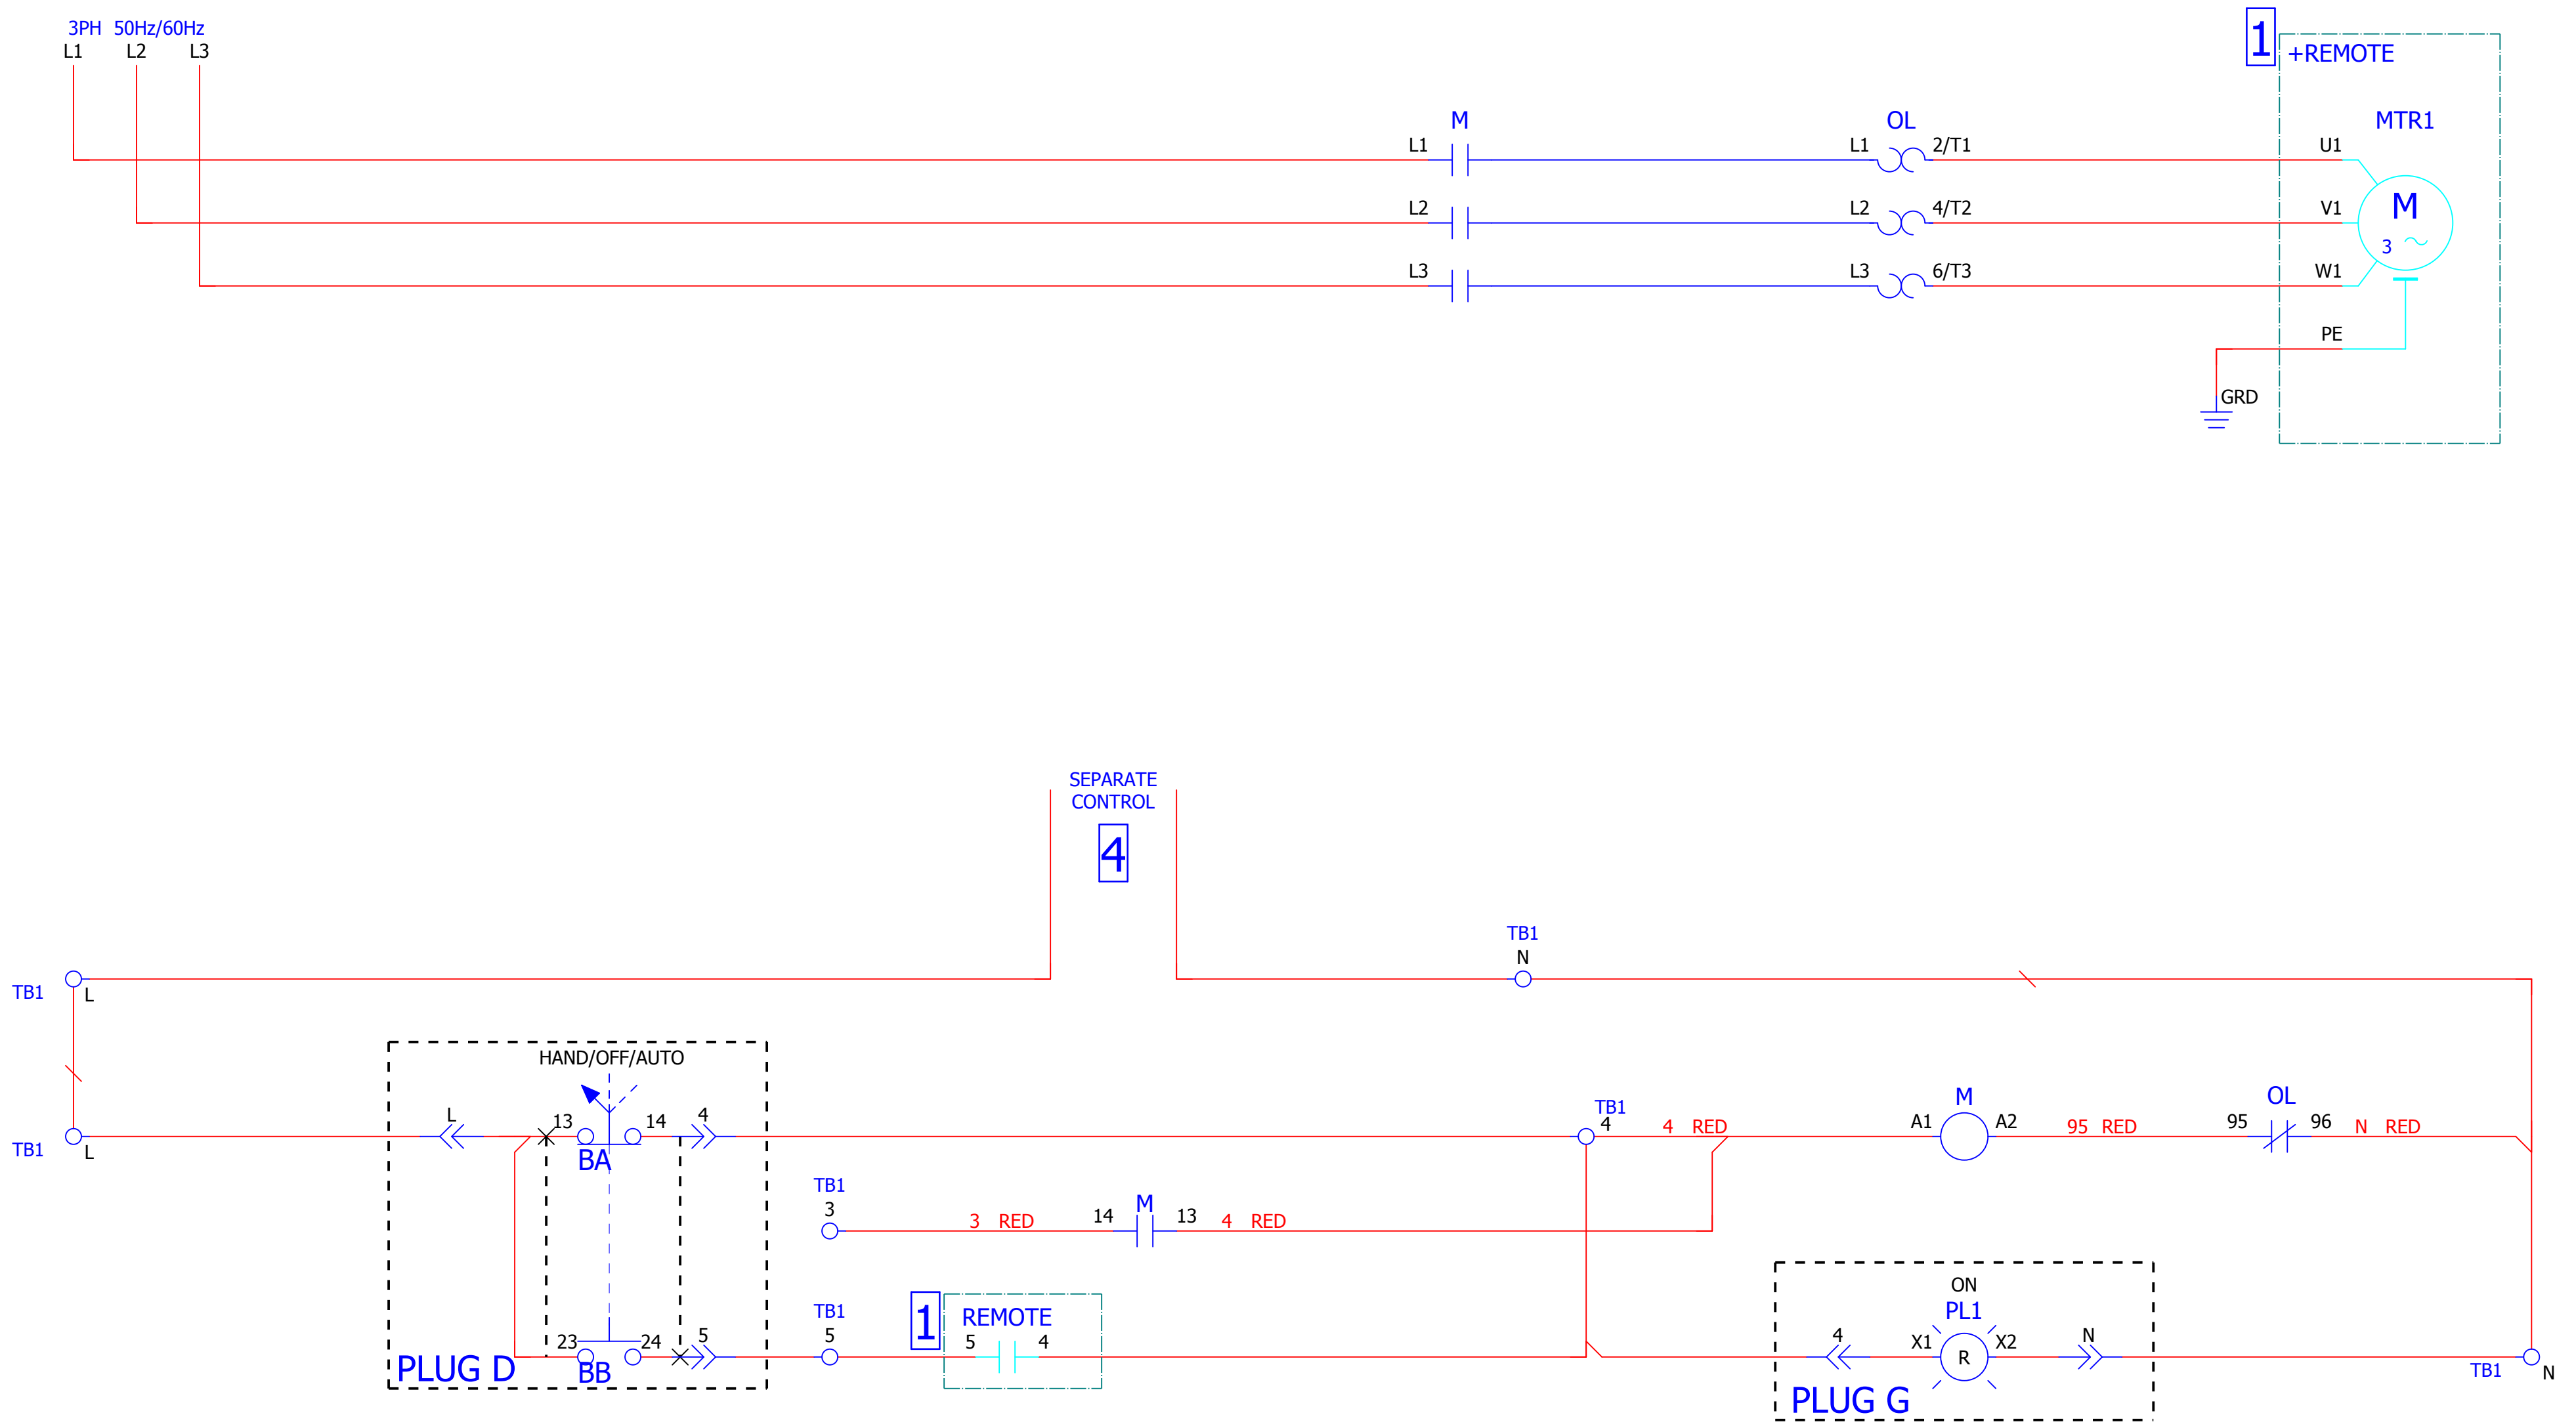 3PH 50Hz/60Hz
L1 L2 L3
1
+REMOTE
M OL MTR1
L1 L1 2/T1 U1
L2 L2 4/T2 V1
M
3
L3 L3 6/T3 W1
PE
GRD
SEPARATE
CONTROL
4
TB1
N
TB1 L
HAND/OFF/AUTO
TB1 L
L 13 14 4
BA
TB1
4
4 RED
M
A1 A2
95 RED
OL
95 96
N RED
TB1
3
3 RED
14 M 13
4 RED
TB1
5
23 24 5
BB
PLUG D
1
REMOTE
5 4
ON
PL1
4 X1 R X2 N
PLUG G
TB1 N